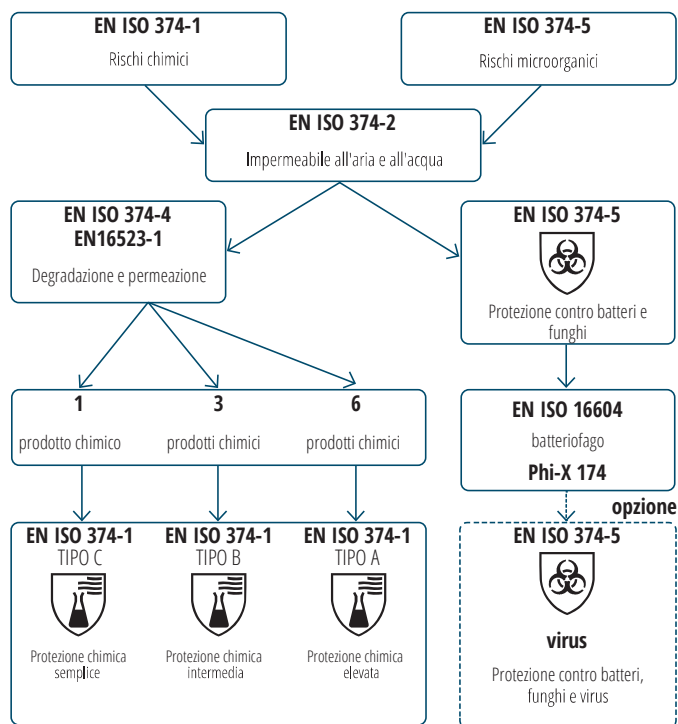 EN ISO 374-1
Rischi chimici
EN ISO 374-5
Rischi microorganici
EN ISO 374-2
Impermeabile all'aria e all'acqua
EN ISO 374-4
EN16523-1
Degradazione e permeazione
EN ISO 374-5
Protezione contro batteri e
funghi
1
prodotto chimico
3
prodotti chimici
6
prodotti chimici
EN ISO 16604
batteriofago
Phi-X 174
opzione
EN ISO 374-1
TIPO C
Protezione chimica
semplice
EN ISO 374-1
TIPO B
Protezione chimica
intermedia
EN ISO 374-1
TIPO A
Protezione chimica
elevata
EN ISO 374-5
virus
Protezione contro batteri,
funghi e virus